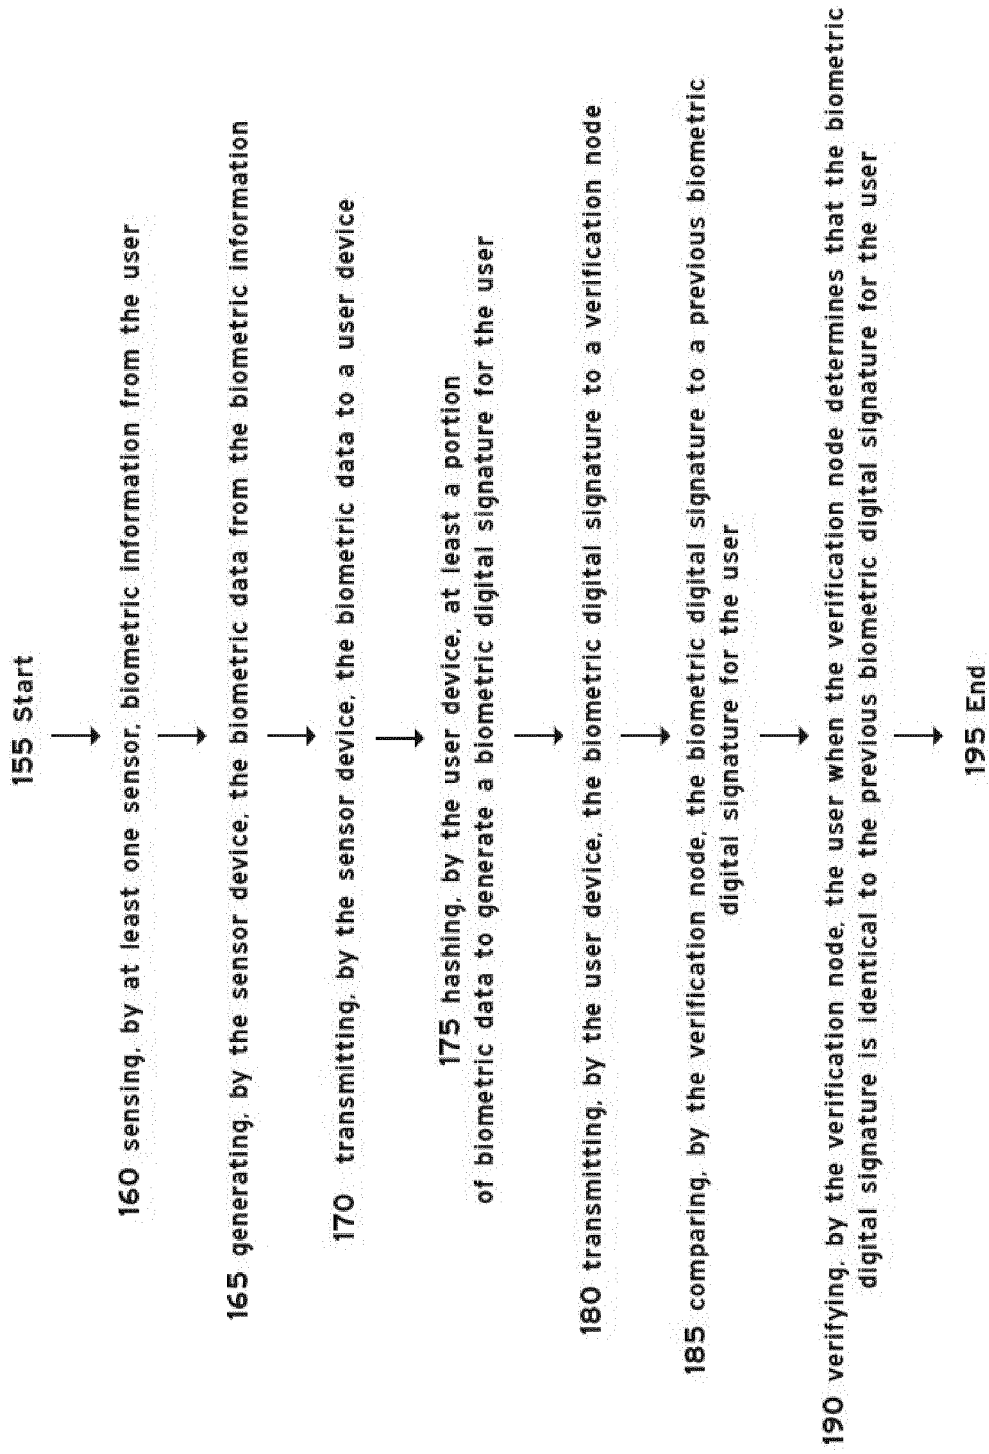 155 Start
160 sensing, by at least one sensor, biometric information from the user
165 generating, by the sensor device, the biometric data from the biometric information
170 transmitting, by the sensor device, the biometric data to a user device
175 hashing, by the user device, at least a portion
of biometric data to generate a biometric digital signature for the user
180 transmitting, by the user device, the biometric digital signature to a verification node
185 comparing, by the verification node, the biometric digital signature to a previous biometric
digital signature for the user
190 verifying, by the verification node, the user when the verification node determines that the biometric
digital signature is identical to the previous biometric digital signature for the user
195 End